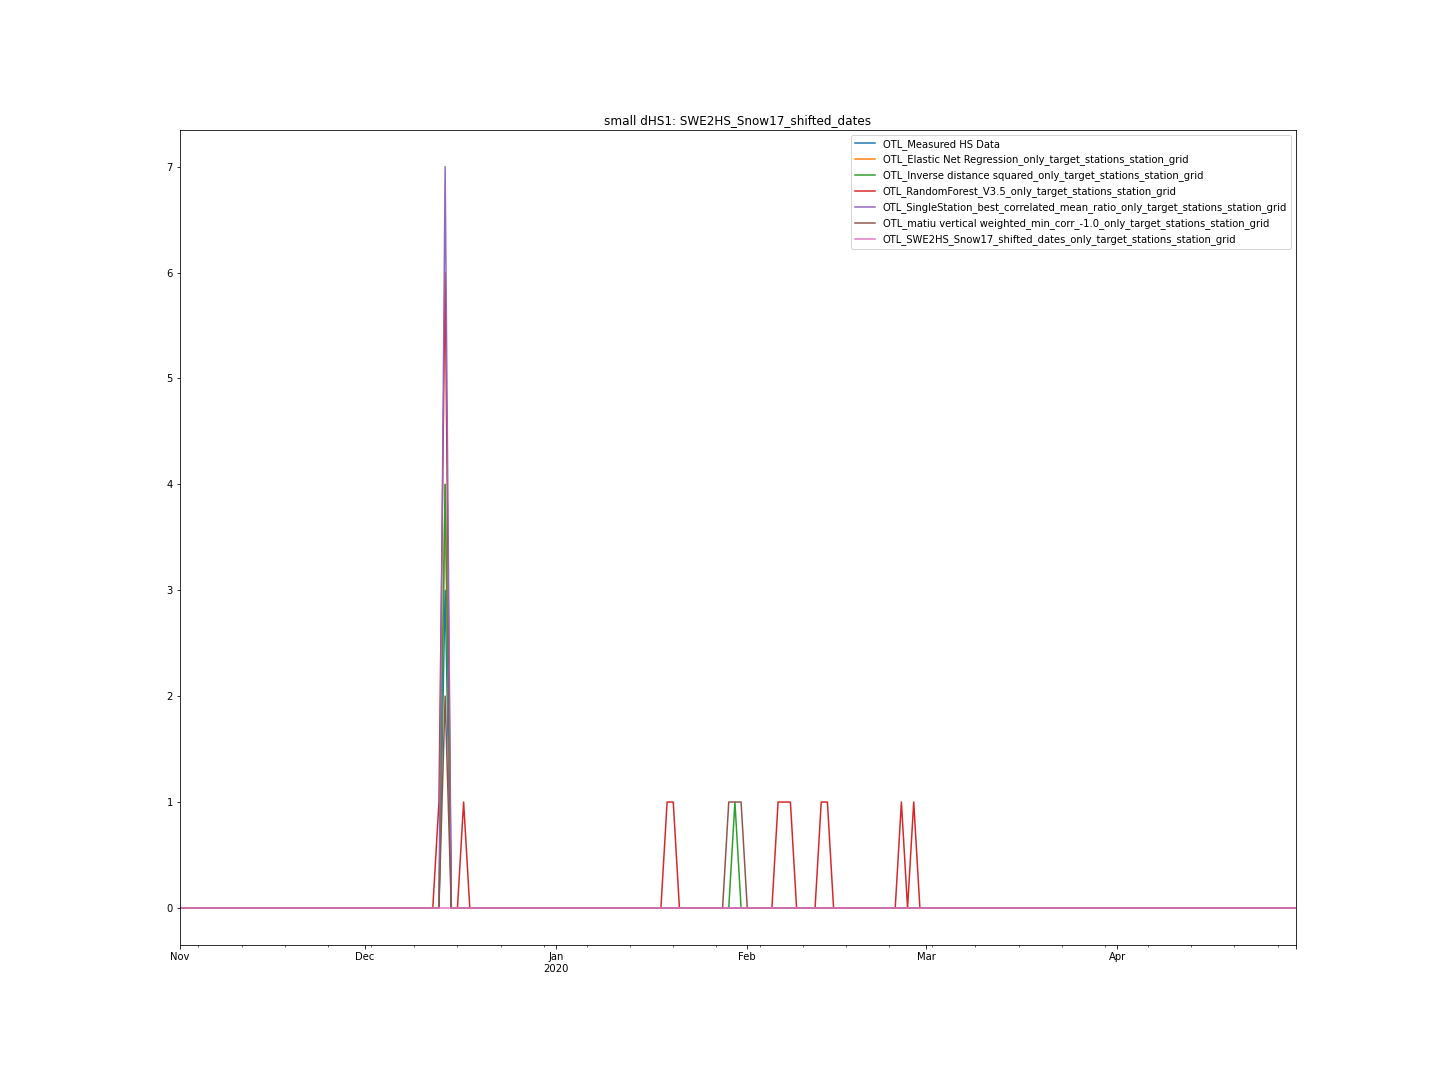 small dHS1: SWE2HS_Snow17_shifted_dates
OTL_Measured HS Data
OTL_Elastic Net Regression_only_target_stations_station_grid
OTL_Inverse distance squared_only_target_stations_station_grid
OTL_RandomForest_V3.5_only_target_stations_station_grid
OTL_SingleStation_best_correlated_mean_ratio_only_target_stations_station_grid
OTL_matiu vertical weighted_min_corr_-1.0_only_target_stations_station_grid
OTL_SWE2HS_Snow17_shifted_dates_only_target_stations_station_grid
7
6
5
4
3
2
1
0
Nov Dec Jan Feb Mar Apr
2020